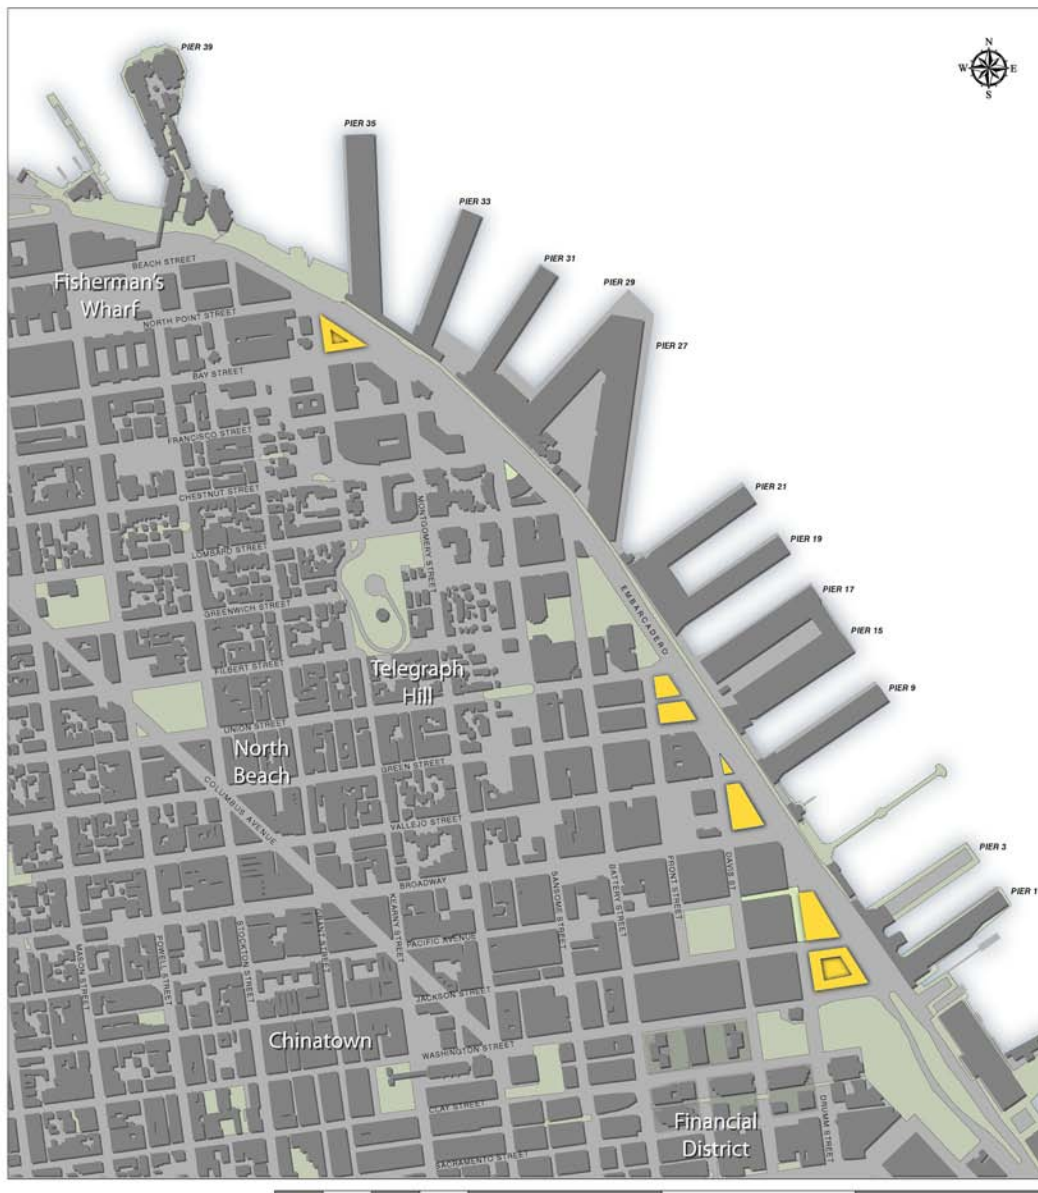 PIER 39
N
W
E
S
PIER 35
PIER 33
PIER 31
BEACH STREET
Fisherman's
Wharf
PIER 29
NORTH POINT STREET
PIER 27
BAY STREET
FRANCISCO STREET
CHESTNUT STREET
PIER 21
MONTGOMERY STREET
LOMBARD STREET
PIER 19
GREENWICH STREET
EMBARCADERO
PIER 17
PIER 15
FILBERT STREET
Telegraph
Hill
PIER 9
UNION STREET
North
Beach
GREEN STREET
COLUMBUS AVENUE
VALLEJO STREET
PIER 3
BROADWAY
DAVIS ST.
FRONT STREET
BATTERY STREET
SANSOME STREET
PIER 1
KEARNY STREET
GRANT STREET
STOCKTON STREET
POWELL STREET
MASON STREET
PACIFIC AVENUE
JACKSON STREET
Chinatown
WASHINGTON STREET
CLAY STREET
DRUMM STREET
Financial
District
SACRAMENTO STREET